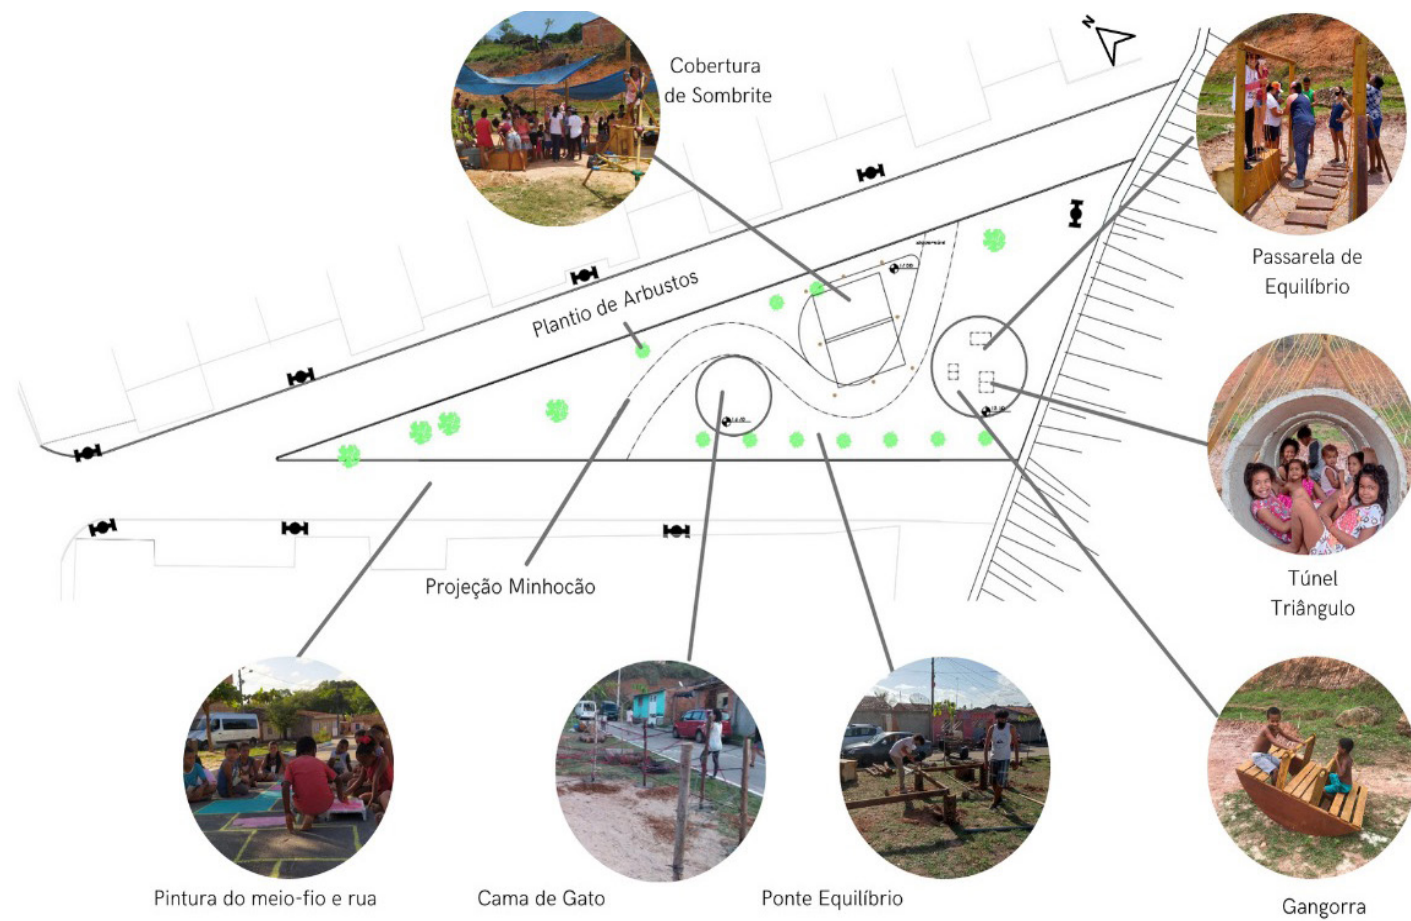 N
Cobertura
de Sombrite
Passarela de
Equilíbrio
Plantio de Arbustos
Túnel
Triângulo
Projeção Minhocão
Pintura do meio-fio e rua
Cama de Gato
Ponte Equilíbrio
Gangorra